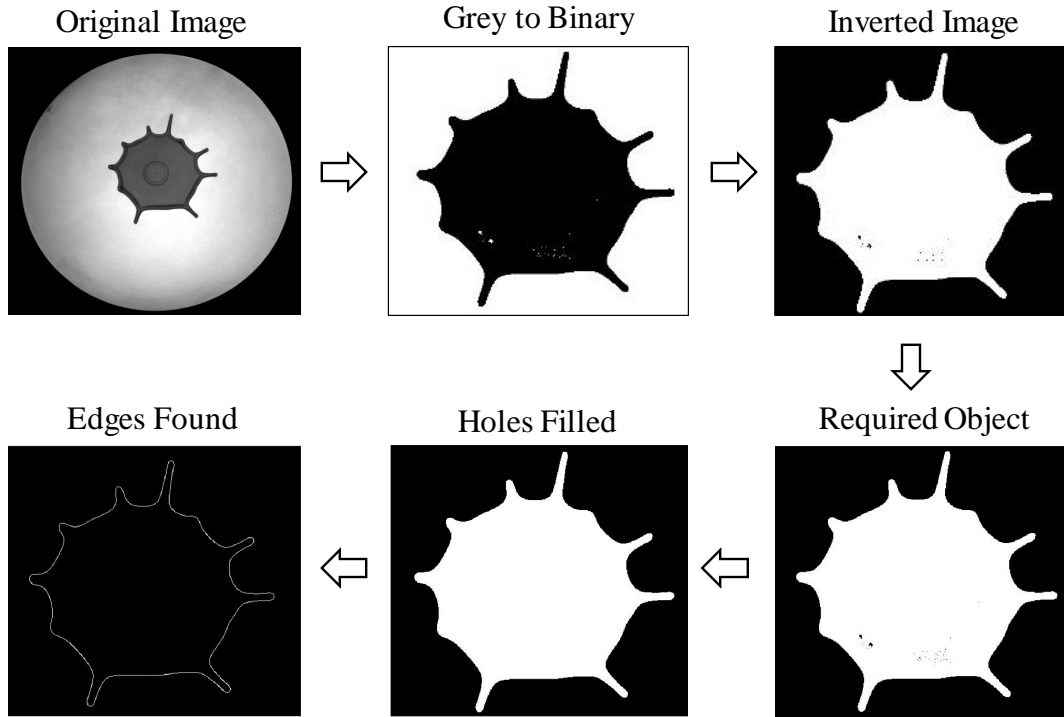 Original Image
Grey to Binary
Inverted Image
Edges Found
Holes Filled
Required Object